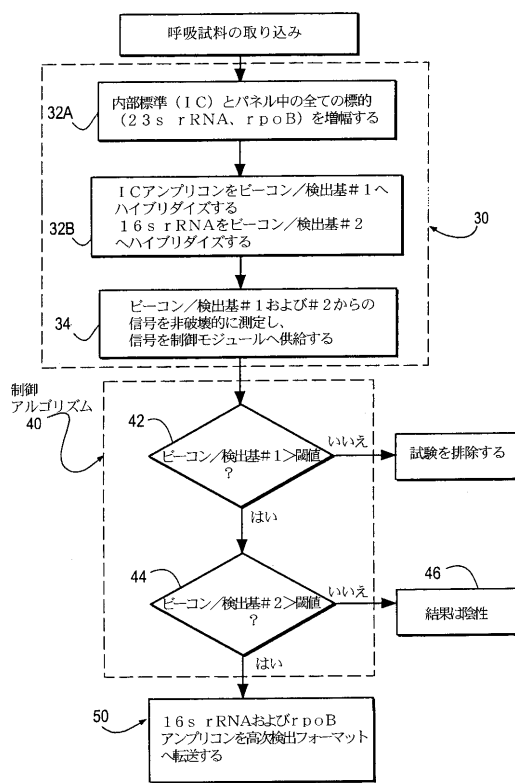 呼吸試料の取り込み
32A
内部標準(IC)とパネル中の全ての標的
(23s rRNA、rpoB)を増幅する
32B
ICアンプリコンをビーコン/検出基#1へ
ハイブリダイズする
16s rRNAをビーコン/検出基#2
へハイブリダイズする
30
34
ビーコン/検出基#1および#2からの
信号を非破壊的に測定し、
信号を制御モジュールへ供給する
制御
アルゴリズム
40
42
ビーコン/検出基#1>閾値
?
いいえ
試験を排除する
はい
44
ビーコン/検出基#2>閾値
?
いいえ
46
結果は陰性
はい
50
16s rRNAおよびrpoB
アンプリコンを高次検出フォーマット
へ転送する